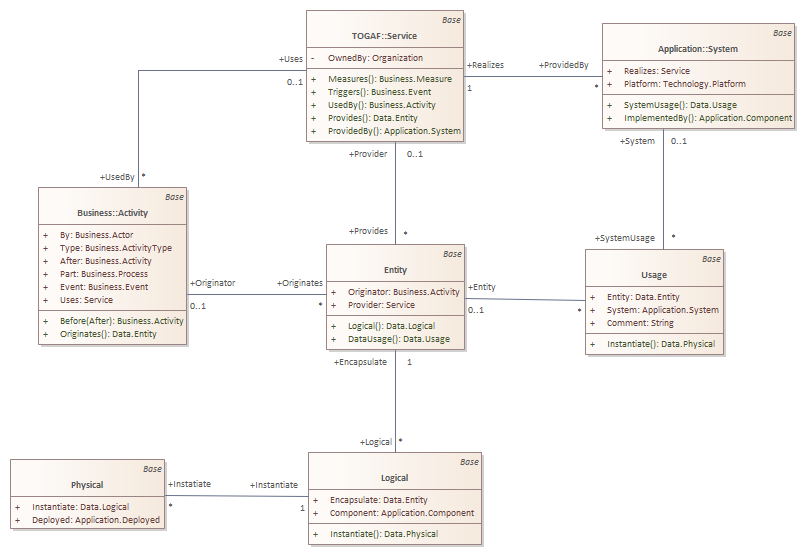 Base
TOGAF::Service
- OwnedBy: Organization
+ Measures(): Business.Measure
+ Triggers(): Business.Event
+ UsedBy(): Business.Activity
+ Provides(): Data.Entity
+ ProvidedBy(): Application.System
Base
Application::System
+ Realizes: Service
+ Platform: Technology.Platform
+ SystemUsage(): Data.Usage
+ ImplementedBy(): Application.Component
+Uses
0..1
+Realizes
1
+ProvidedBy
*
+Provider
0..1
+System
0..1
+UsedBy
*
Base
Business::Activity
+ By: Business.Actor
+ Type: Business.ActivityType
+ After: Business.Activity
+ Part: Business.Process
+ Event: Business.Event
+ Uses: Service
+ Before(After): Business.Activity
+ Originates(): Data.Entity
+Provides
*
+SystemUsage
*
Base
Entity
+ Originator: Business.Activity
+ Provider: Service
+ Logical(): Data.Logical
+ DataUsage(): Data.Usage
Base
Usage
+ Entity: Data.Entity
+ System: Application.System
+ Comment: String
+ Instantiate(): Data.Physical
+Originator
0..1
+Originates
*
+Entity
0..1
*
+Encapsulate
1
+Logical
*
Base
Physical
+ Instantiate: Data.Logical
+ Deployed: Application.Deployed
+Instatiate
*
+Instantiate
1
Base
Logical
+ Encapsulate: Data.Entity
+ Component: Application.Component
+ Instantiate(): Data.Physical